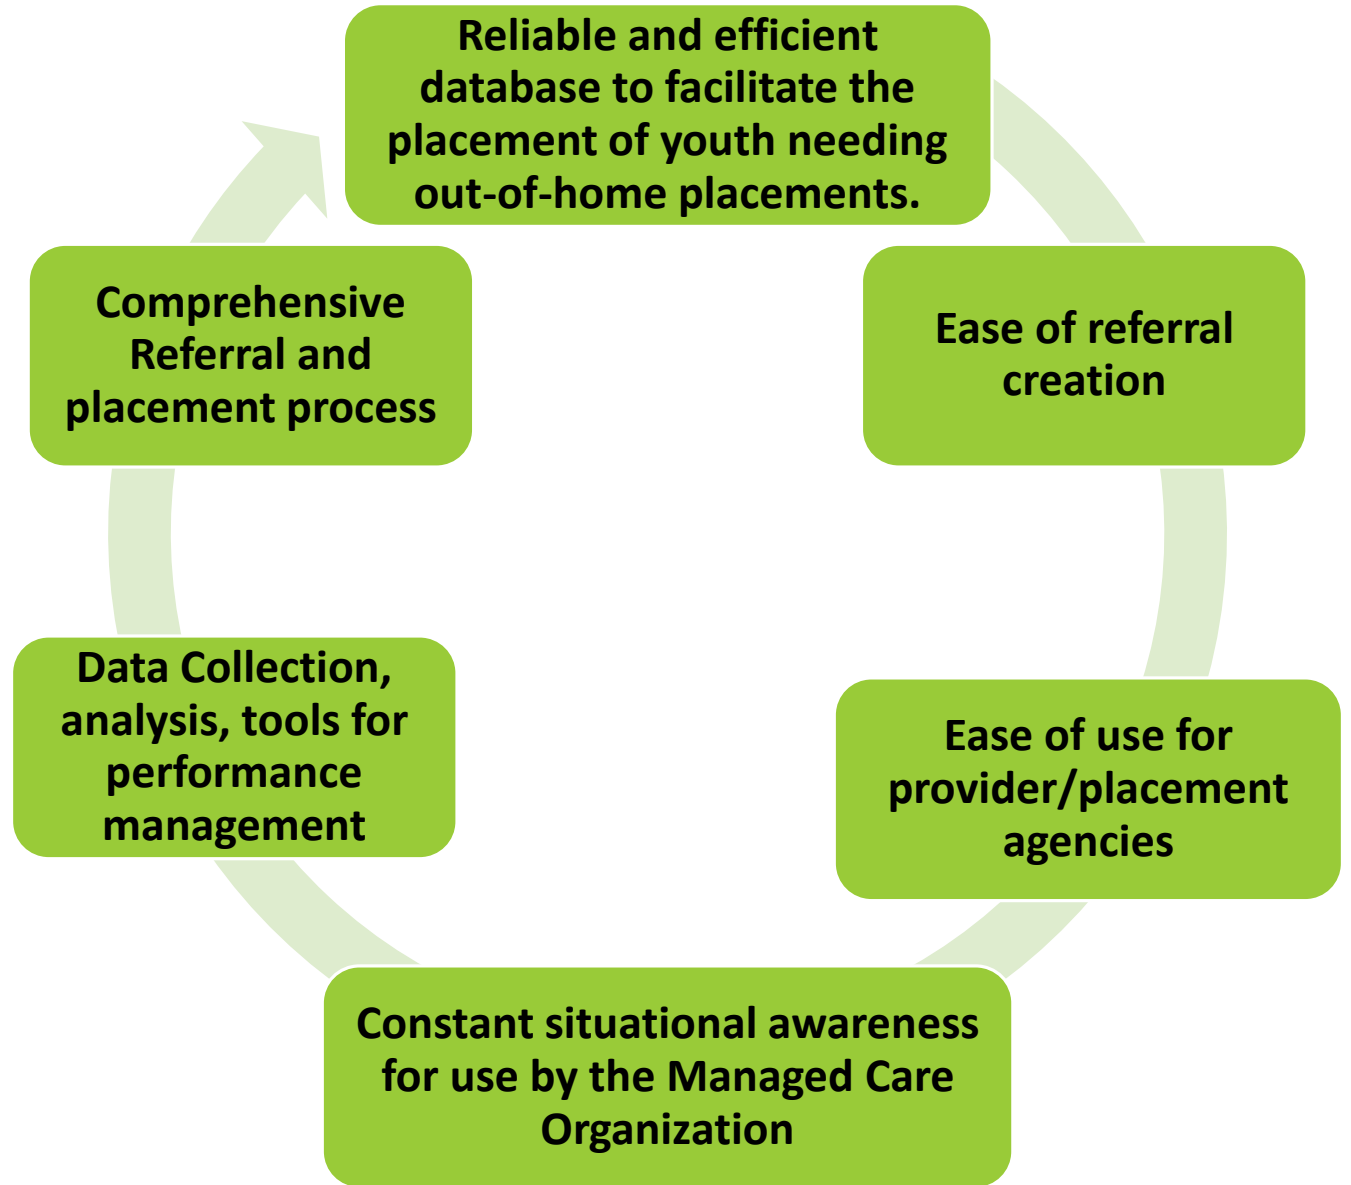 Reliable and efficient
database to facilitate the
placement of youth needing
out-of-home placements.
Ease of referral
creation
Ease of use for
provider/placement
agencies
Constant situational awareness
for use by the Managed Care
Organization
Data Collection,
analysis, tools for
performance
management
Comprehensive
Referral and
placement process